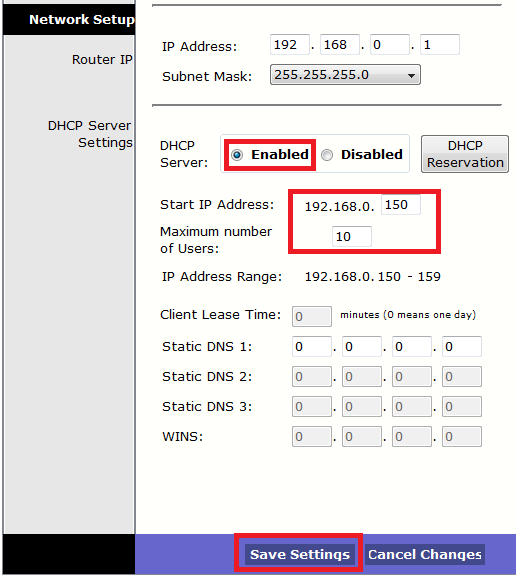 Network Setup
Router IP
IP Address: 192 . 168 . 0 . 1
Subnet Mask: 255.255.255.0
DHCP Server
Settings
DHCP
Server: Enabled Disabled
DHCP
Reservation
Start IP Address: 192.168.0. 150
Maximum number
of Users: 10
IP Address Range: 192.168.0.150 - 159
Client Lease Time: 0 minutes (0 means one day)
Static DNS 1: 0 . 0 . 0 . 0
Static DNS 2: 0 . 0 . 0 . 0
Static DNS 3: 0 . 0 . 0 . 0
WINS: 0 . 0 . 0 . 0
Save Settings Cancel Changes